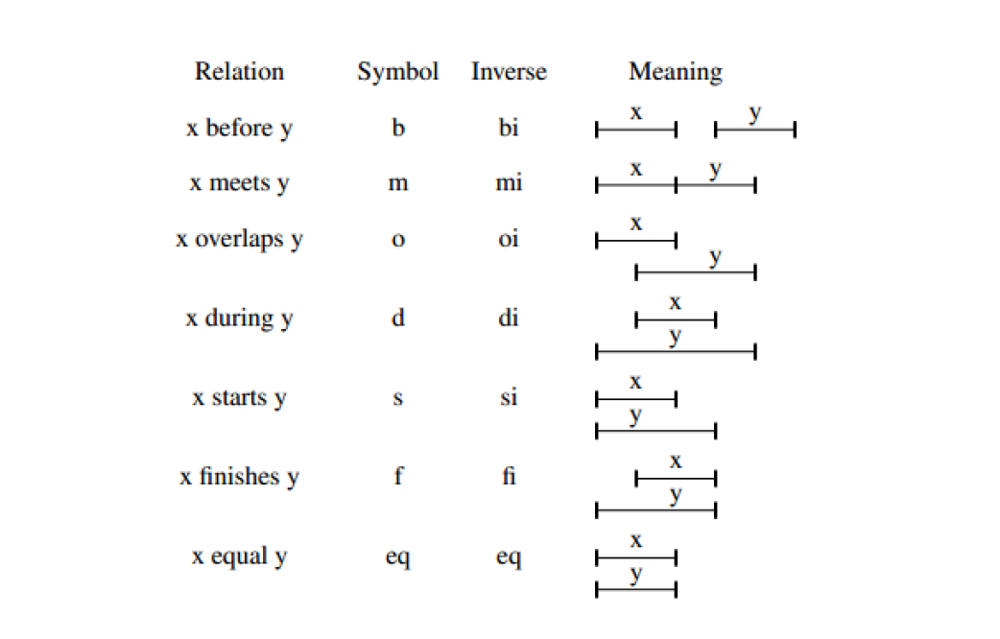 Relation Symbol Inverse Meaning
x before y b bi x y
x meets y m mi x y
x overlaps y o oi x
y
x during y d di x
y
x starts y s si x
y
x finishes y f fi x
y
x equal y eq eq x
y